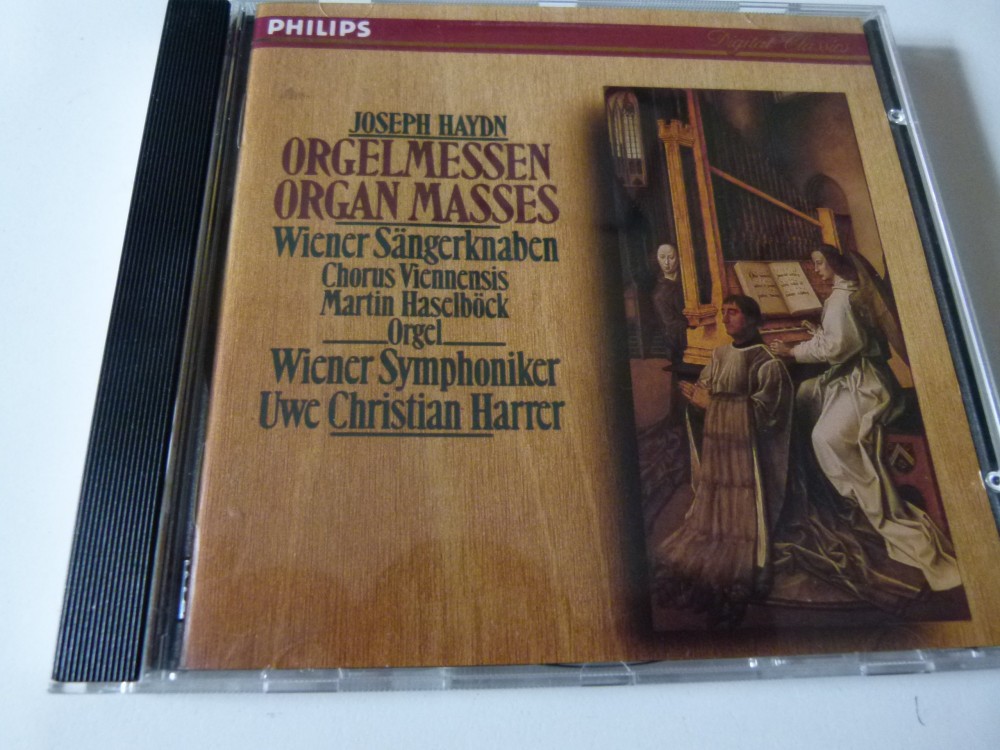 PHILIPS
Digital Classics
JOSEPH HAYDN
ORGELMESSEN
ORGAN MASSES
Wiener Sängerknaben
Chorus Viennensis
Martin Haselböck
Orgel
Wiener Symphoniker
Uwe Christian Harrer